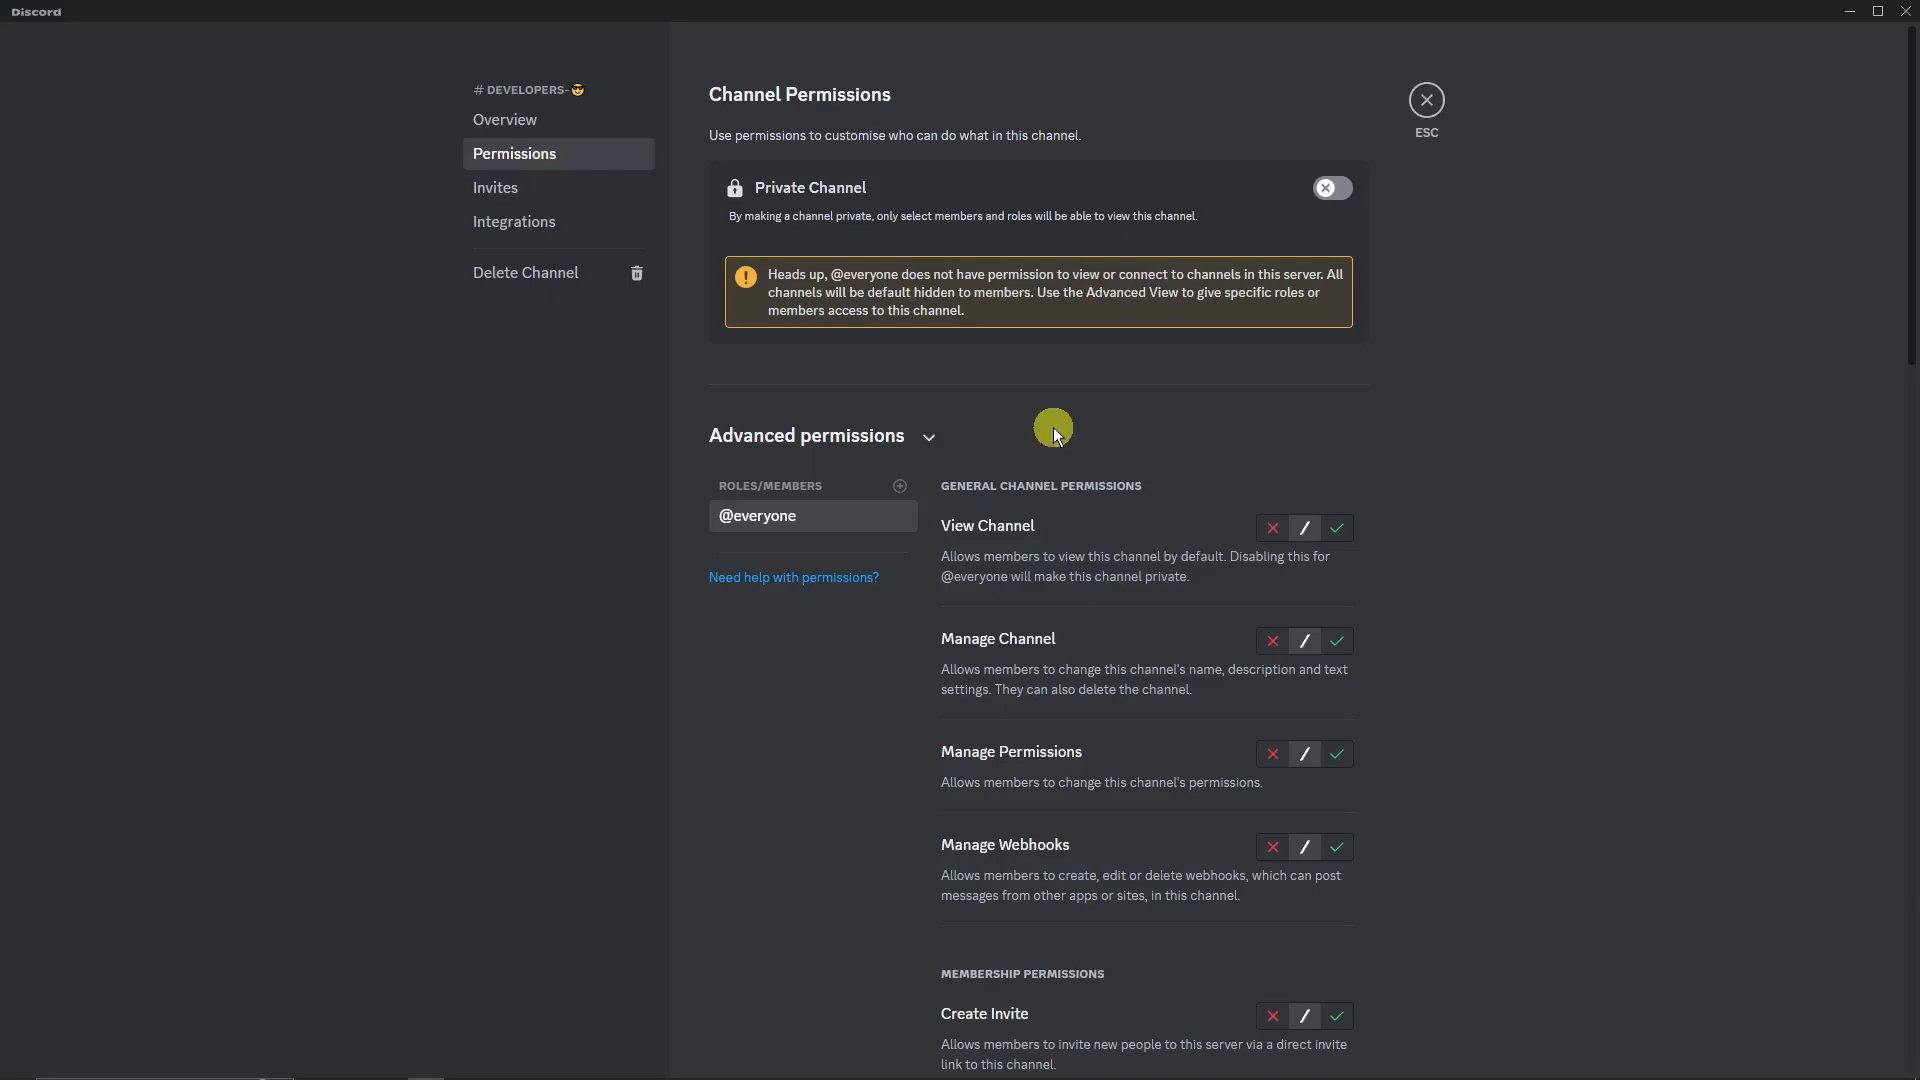 Discord
# DEVELOPERS-😎
Overview
Permissions
Invites
Integrations
Delete Channel
Channel Permissions
Use permissions to customise who can do what in this channel.
ESC
Private Channel
By making a channel private, only select members and roles will be able to view this channel.
Heads up, @everyone does not have permission to view or connect to channels in this server. All
channels will be default hidden to members. Use the Advanced View to give specific roles or
members access to this channel.
Advanced permissions
ROLES/MEMBERS
@everyone
Need help with permissions?
GENERAL CHANNEL PERMISSIONS
View Channel
Allows members to view this channel by default. Disabling this for
@everyone will make this channel private.
Manage Channel
Allows members to change this channel's name, description and text
settings. They can also delete the channel.
Manage Permissions
Allows members to change this channel's permissions.
Manage Webhooks
Allows members to create, edit or delete webhooks, which can post
messages from other apps or sites, in this channel.
MEMBERSHIP PERMISSIONS
Create Invite
Allows members to invite new people to this server via a direct invite
link to this channel.